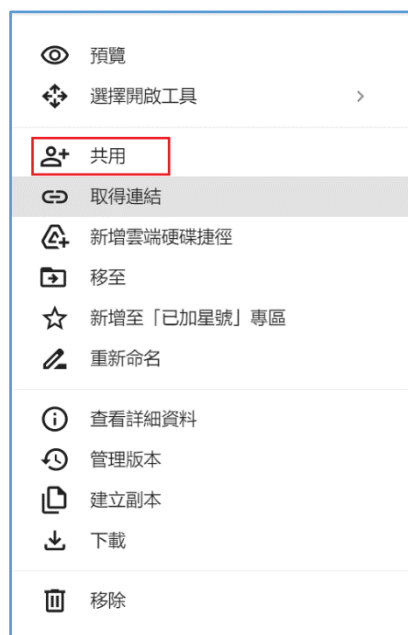 預覽
選擇開啟工具
共用
取得連結
新增雲端硬碟捷徑
移至
新增至「已加星號」專區
重新命名
查看詳細資料
管理版本
建立副本
下載
移除